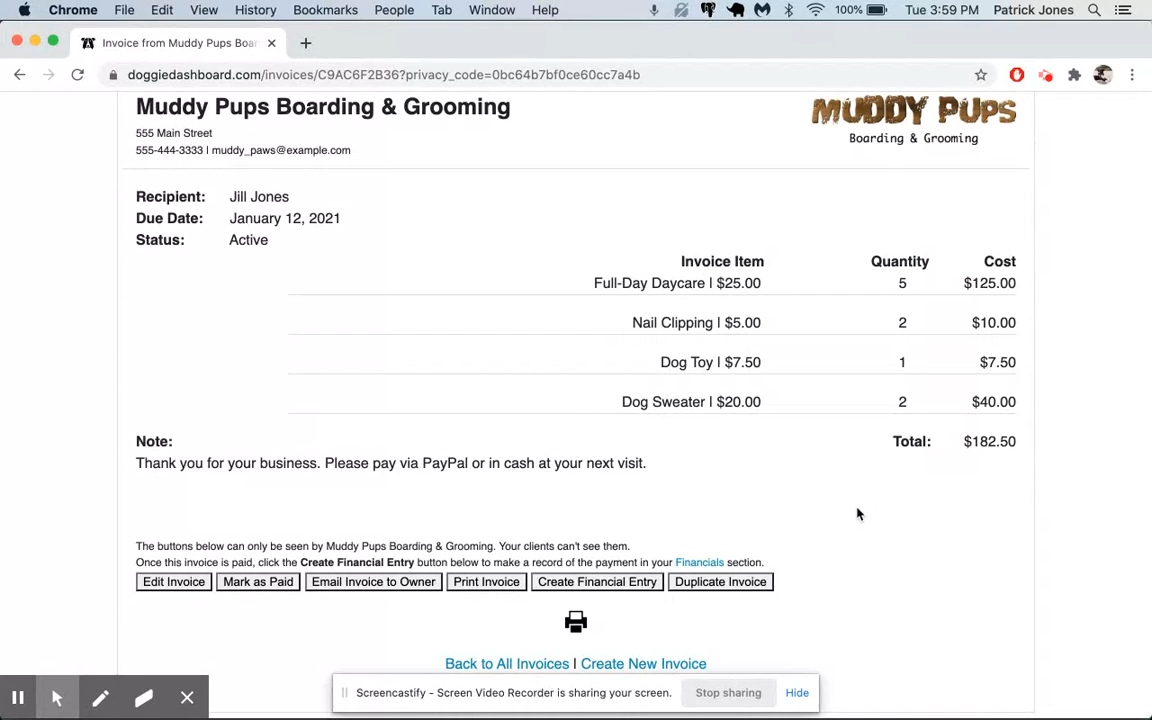 Chrome File Edit View History Bookmarks People Tab Window Help 100% Tue 3:59 PM Patrick Jones
Invoice from Muddy Pups Boar
doggiedashboard.com/invoices/C9AC6F2B36?privacy_code=0bc64b7bf0ce60cc7a4b
Muddy Pups Boarding & Grooming
MUDDY PUPS
Boarding & Grooming
555 Main Street
555-444-3333 | muddy_paws@example.com
Recipient: Jill Jones
Due Date: January 12, 2021
Status: Active
Invoice Item Quantity Cost
Full-Day Daycare | $25.00 5 $125.00
Nail Clipping | $5.00 2 $10.00
Dog Toy | $7.50 1 $7.50
Dog Sweater | $20.00 2 $40.00
Note: Total: $182.50
Thank you for your business. Please pay via PayPal or in cash at your next visit.
The buttons below can only be seen by Muddy Pups Boarding & Grooming. Your clients can't see them.
Once this invoice is paid, click the Create Financial Entry button below to make a record of the payment in your Financials section.
Edit Invoice Mark as Paid Email Invoice to Owner Print Invoice Create Financial Entry Duplicate Invoice
Back to All Invoices | Create New Invoice
Screencastify - Screen Video Recorder is sharing your screen. Stop sharing Hide